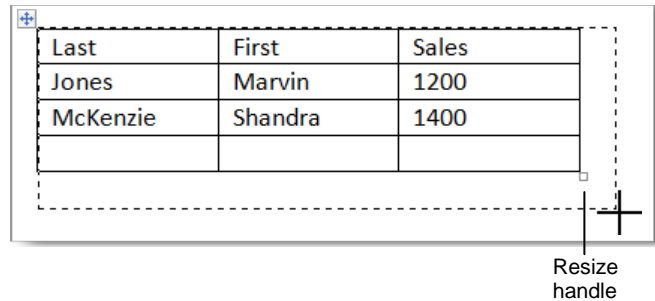 Last First Sales
Jones Marvin 1200
McKenzie Shandra 1400
Resize
handle